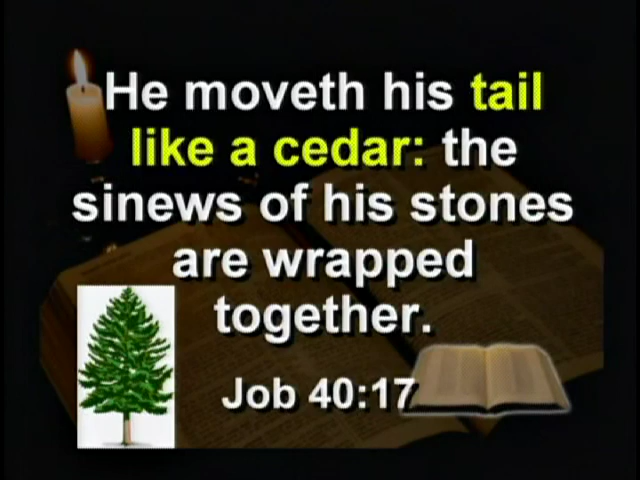 He moveth his tail
like a cedar: the
sinews of his stones
are wrapped
together.
Job 40:17